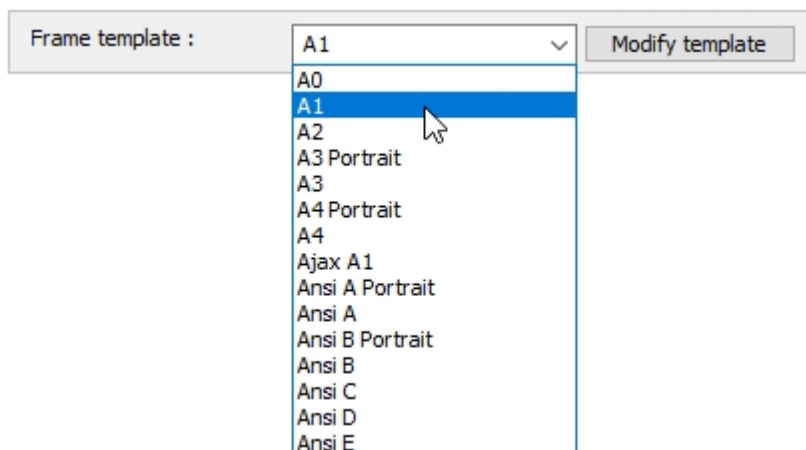 Frame template :
A1
Modify template
A0
A1
A2
A3 Portrait
A3
A4 Portrait
A4
Ajax A1
Ansi A Portrait
Ansi A
Ansi B Portrait
Ansi B
Ansi C
Ansi D
Ansi E